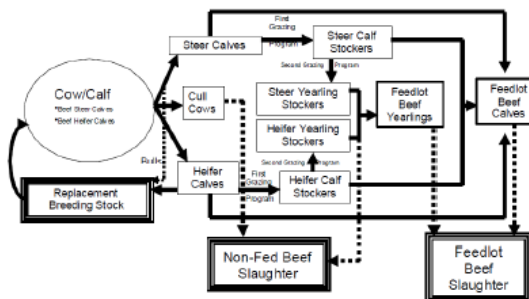 First
Grazing
Program
Steer Calves
Steer Calf
Stockers
Second Grazing Program
Cow/Calf
*Beef Steer Calves
*Beef Heifer Calves
Cull
Cows
Steer Yearling
Stockers
Heifer Yearling
Stockers
Feedlot
Beef
Yearlings
Feedlot
Beef
Calves
Bulls
Second Grazing Program
Replacement
Breeding Stock
Heifer
Calves
First
Grazing
Program
Heifer Calf
Stockers
Non-Fed Beef
Slaughter
Feedlot
Beef
Slaughter